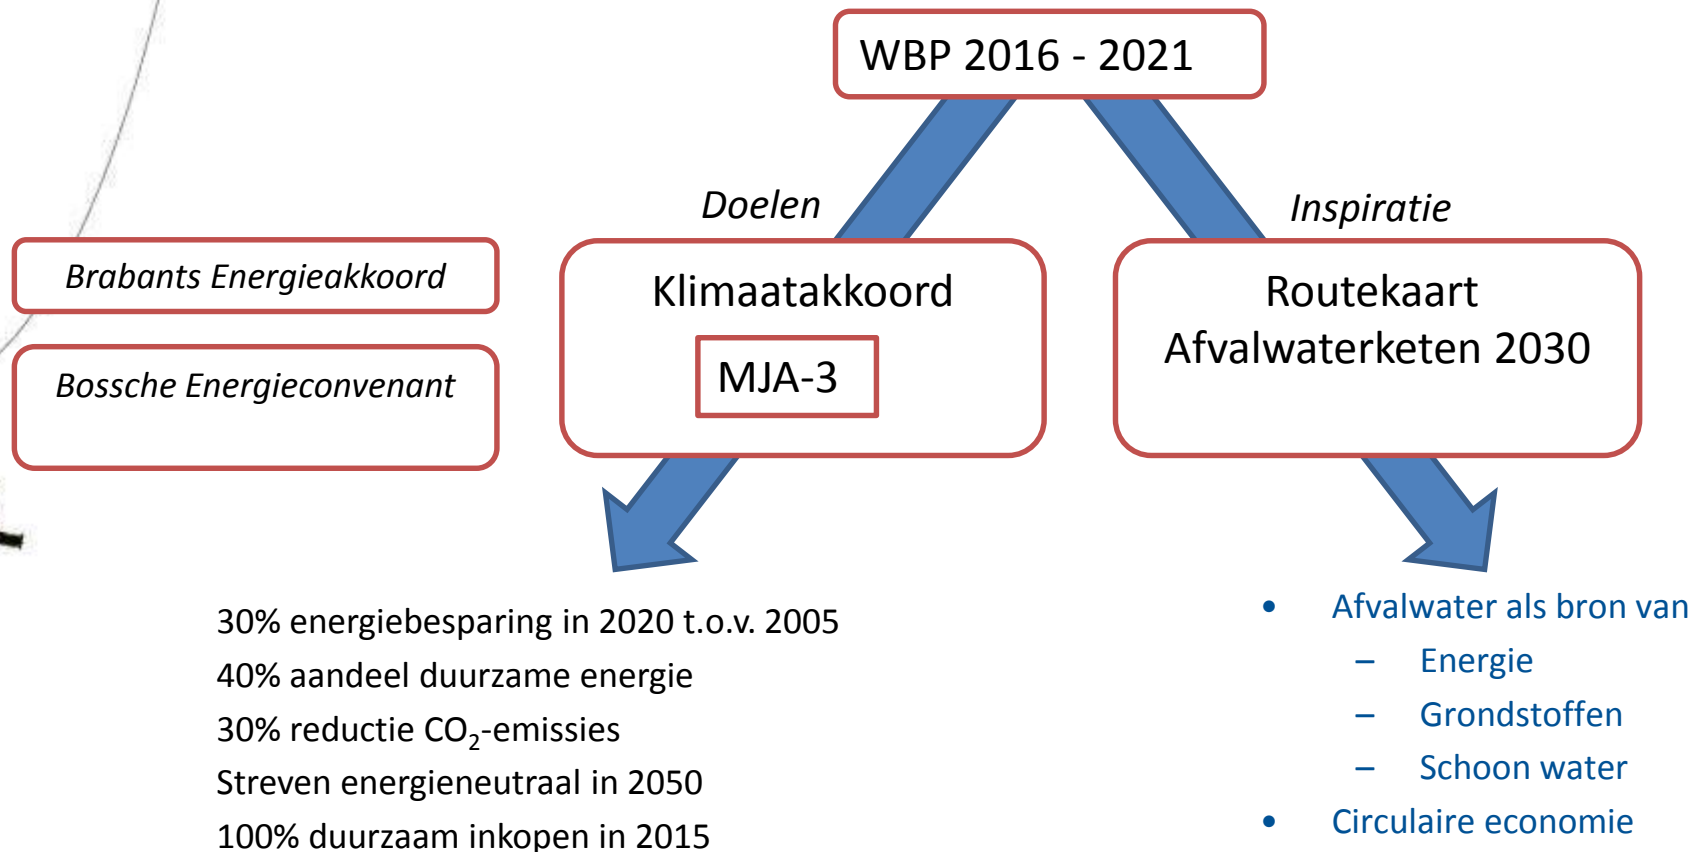 WBP 2016 - 2021
Doelen
Inspiratie
Brabants Energieakkoord
Bossche Energieconvenant
Klimaatakkoord
MJA-3
Routekaart
Afvalwaterketen 2030
30% energiebesparing in 2020 t.o.v. 2005
40% aandeel duurzame energie
30% reductie CO₂-emissies
Streven energieneutraal in 2050
100% duurzaam inkopen in 2015
• Afvalwater als bron van
– Energie
– Grondstoffen
– Schoon water
• Circulaire economie